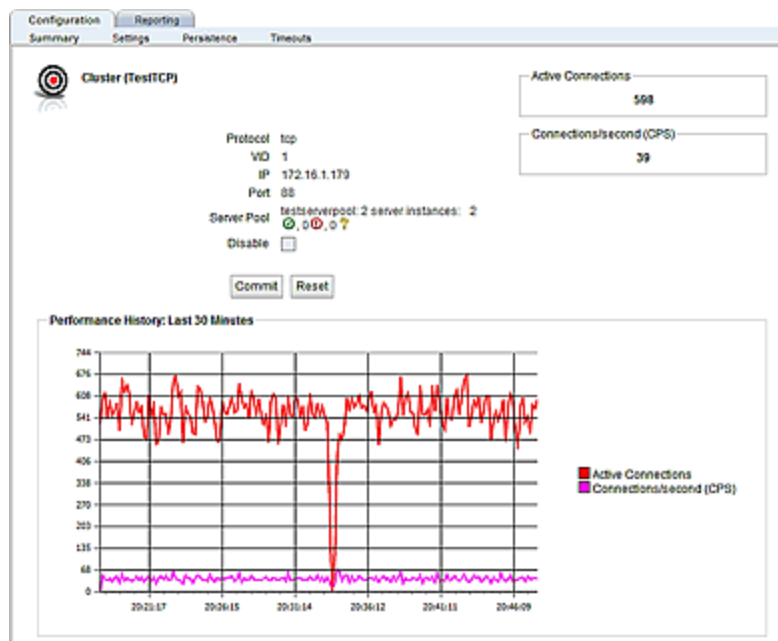 Configuration Reporting
Summary Settings Persistence Timeouts
Cluster (TestTCP)
Active Connections
598
Connections/second (CPS)
39
Protocol tcp
VID 1
IP 172.16.1.179
Port 88
Server Pool testserverpool: 2 server instances: 2
, 0 , 0 ?
Disable
Commit Reset
Performance History: Last 30 Minutes
744
676
608
541
473
406
338
270
203
135
68
0
20:21:17 20:26:15 20:31:14 20:36:12 20:41:11 20:46:09
Active Connections
Connections/second (CPS)